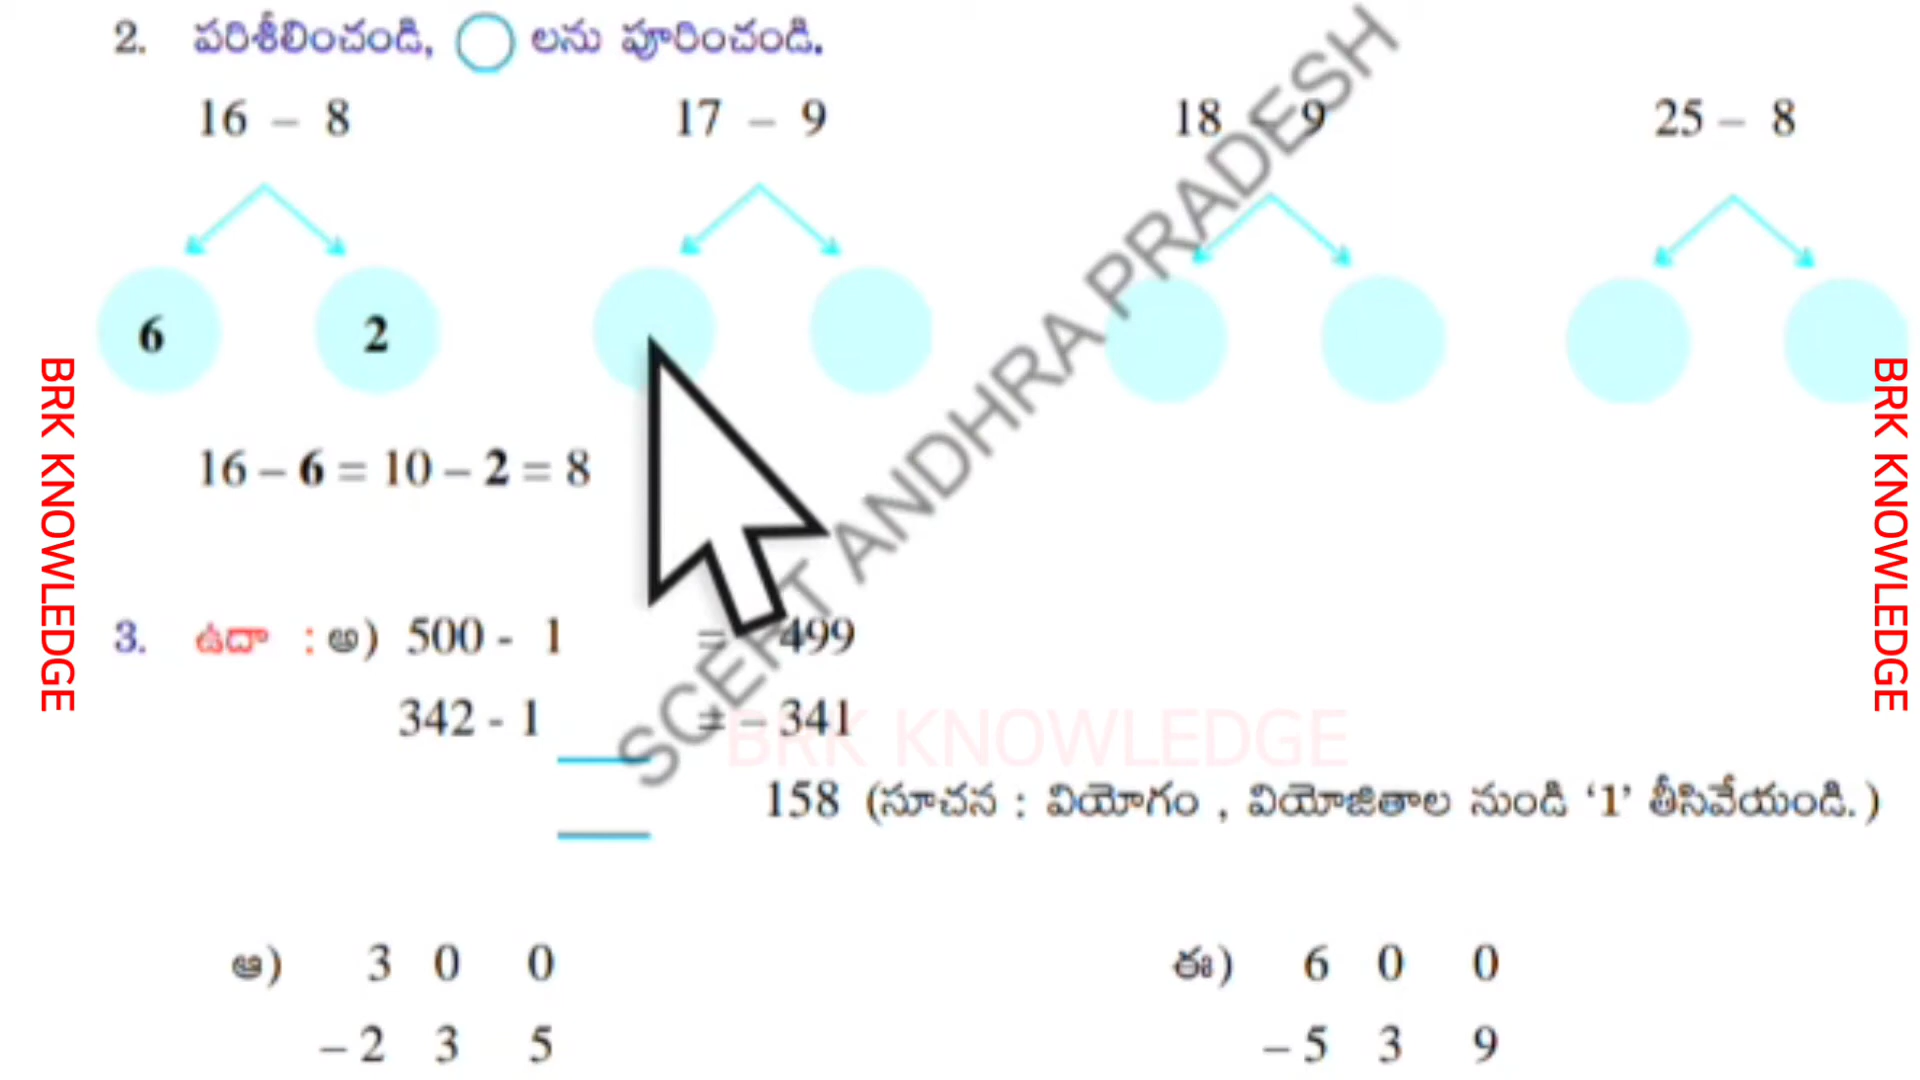 2. పరిశీలించండి, ◯ లను పూరించండి.
16 – 8 17 – 9 18 – 9 25 – 8
6 2
16 – 6 = 10 – 2 = 8
3. ఉదా : అ) 500 - 1 = 499
342 - 1 = – 341
158 (సూచన : వియోగం , వియోజితాల నుండి ‘1’ తీసివేయండి.)
ఆ) 3 0 0 ఈ) 6 0 0
– 2 3 5 – 5 3 9
SCERT ANDHRA PRADESH
BRK KNOWLEDGE
BRK KNOWLEDGE
BRK KNOWLEDGE